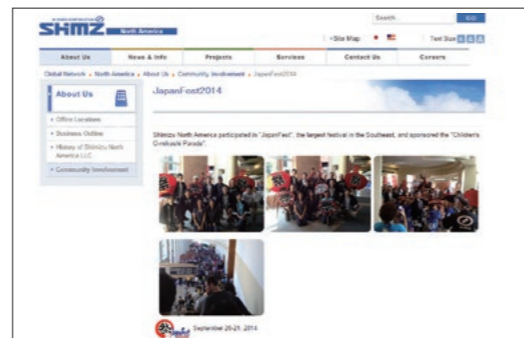 Search
GO
SHIMZ
North America
Site Map
Text Size A A A
About Us
News & Info
Projects
Services
Contact Us
Careers
Global Network
North America
About Us
Community Involvement
JapanFest2014
About Us
Office Locations
Business Outline
History of Shimizu North America LLC
Community Involvement
JapanFest2014
Shimizu North America participated in "JapanFest", the largest festival in the Southeast, and sponsored the "Children's
O-mikoshi Parade".
September 20-21, 2014